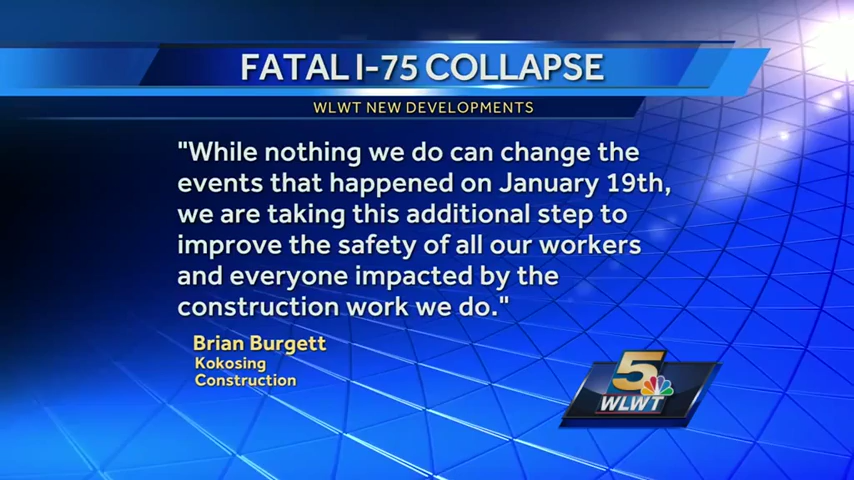 FATAL I-75 COLLAPSE
WLWT NEW DEVELOPMENTS
"While nothing we do can change the
events that happened on January 19th,
we are taking this additional step to
improve the safety of all our workers
and everyone impacted by the
construction work we do."
Brian Burgett
Kokosing
Construction
5
WLWT